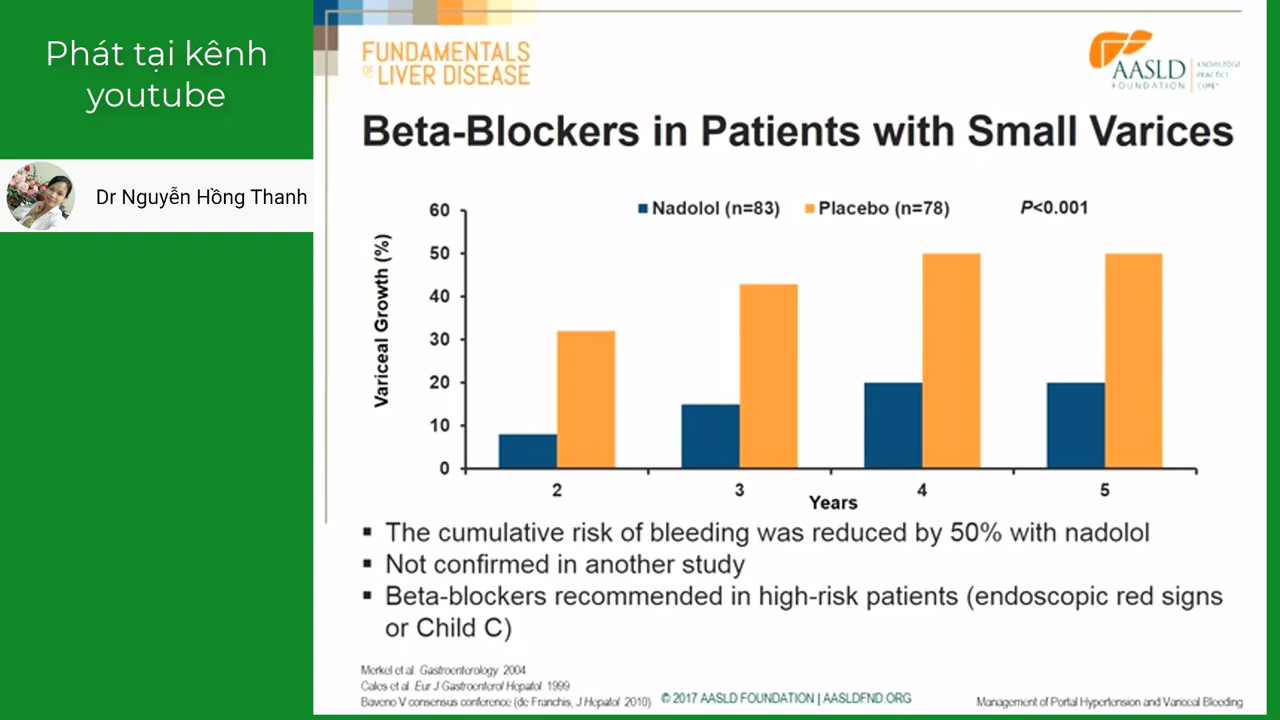 Phát tại kênh
youtube
Dr Nguyễn Hồng Thanh
FUNDAMENTALS
OF LIVER DISEASE
AASLD
FOUNDATION
KNOWLEDGE
PRACTICE
CURE
Beta-Blockers in Patients with Small Varices
Nadolol (n=83) Placebo (n=78) P<0.001
Variceal Growth (%)
60
50
40
30
20
10
0
2 3 4 5
Years
▪ The cumulative risk of bleeding was reduced by 50% with nadolol
▪ Not confirmed in another study
▪ Beta-blockers recommended in high-risk patients (endoscopic red signs
or Child C)
Merkel et al. Gastroenterology. 2004.
Cales et al. Eur J Gastroenterol Hepatol. 1999.
Baveno V consensus conference (de Franchis, J Hepatol. 2010)
© 2017 AASLD FOUNDATION | AASLDFND.ORG
Management of Portal Hypertension and Variceal Bleeding